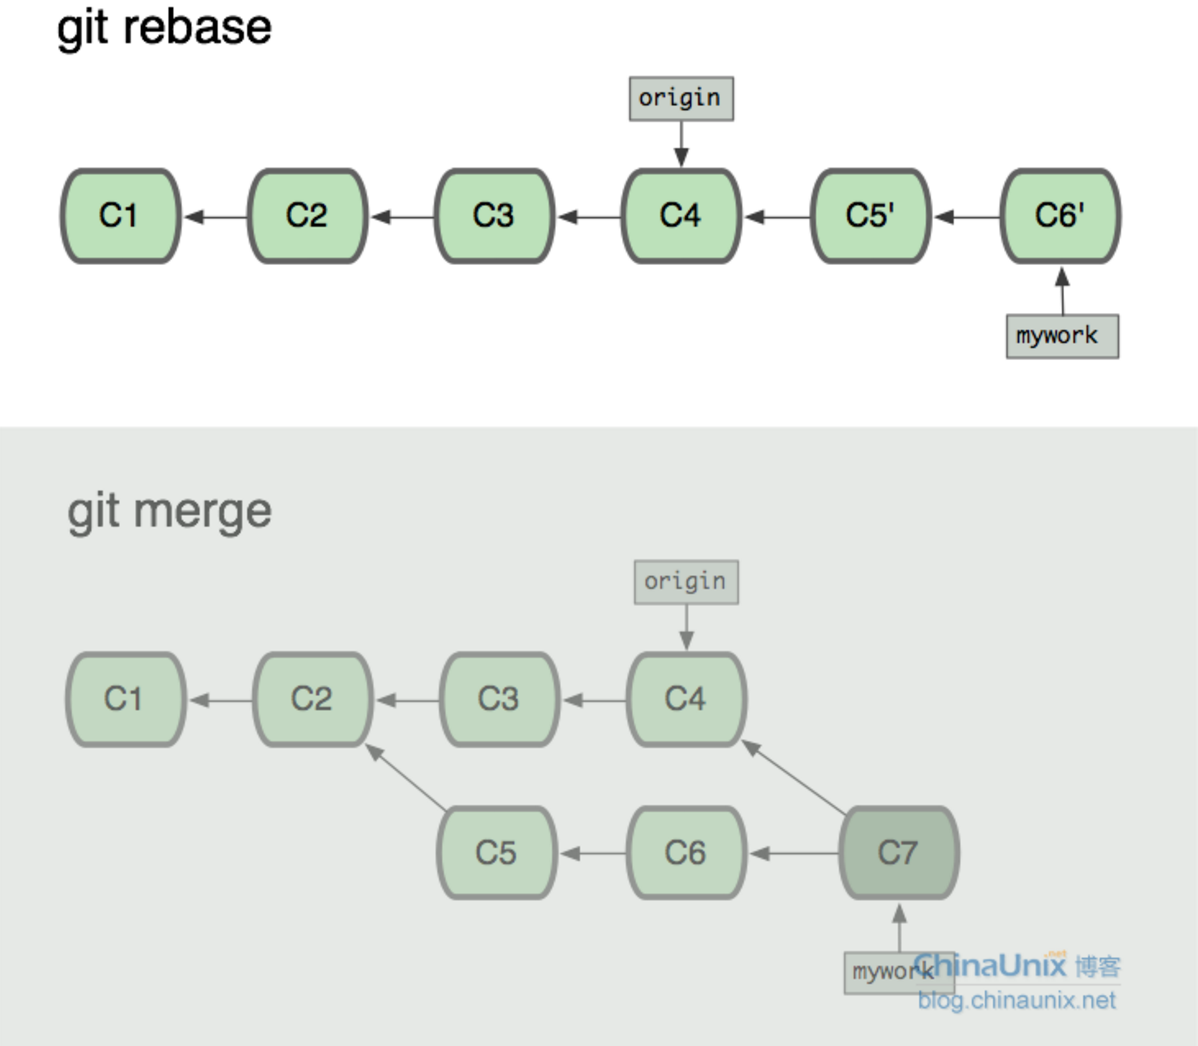 git rebase
origin
C1 C2 C3 C4 C5' C6'
mywork
git merge
origin
C1 C2 C3 C4
C5 C6 C7
mywork
ChinaUnix.net 博客
blog.chinaunix.net